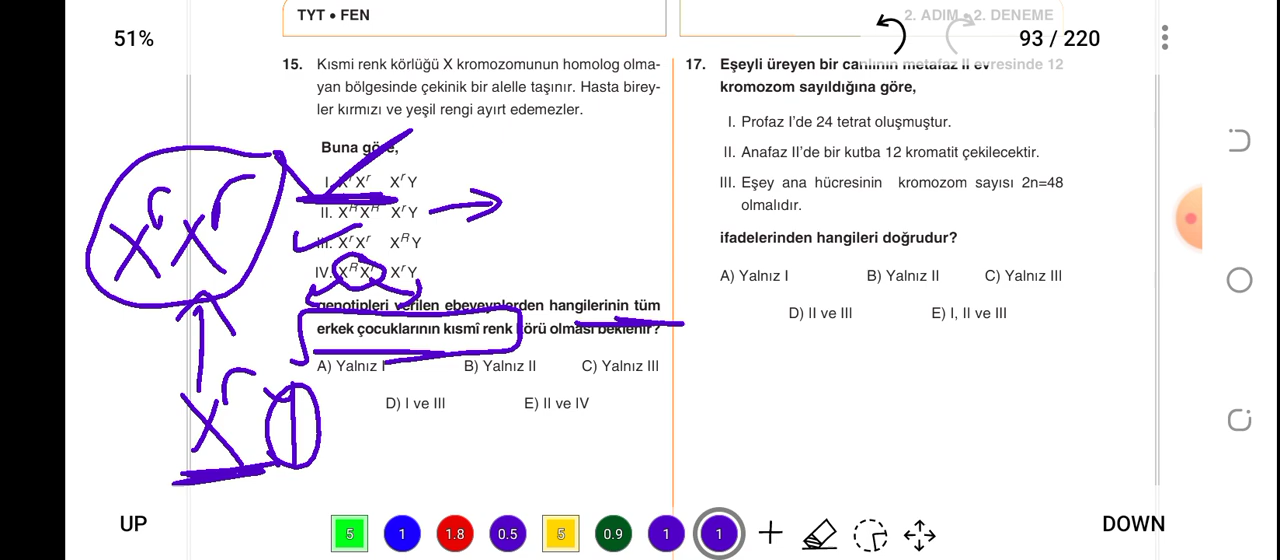 TYT • FEN
2. ADIM • 2. DENEME
51%
93 / 220
15. Kısmi renk körlüğü X kromozomunun homolog olma-
yan bölgesinde çekinik bir alelle taşınır. Hasta birey-
ler kırmızı ve yeşil rengi ayırt edemezler.
Buna göre,
I. XʳXʳ XʳY
II. XᴿXᴿ XʳY
III. XʳXʳ XᴿY
IV. XᴿXʳ XʳY
genotipleri verilen ebeveynlerden hangilerinin tüm
erkek çocuklarının kısmî renk körü olması beklenir?
A) Yalnız I B) Yalnız II C) Yalnız III
D) I ve III E) II ve IV
XʳXʳ
Xʳ
17. Eşeyli üreyen bir canlının metafaz II evresinde 12
kromozom sayıldığına göre,
I. Profaz I’de 24 tetrat oluşmuştur.
II. Anafaz II’de bir kutba 12 kromatit çekilecektir.
III. Eşey ana hücresinin kromozom sayısı 2n=48
olmalıdır.
ifadelerinden hangileri doğrudur?
A) Yalnız I B) Yalnız II C) Yalnız III
D) II ve III E) I, II ve III
UP
5 1 1.8 0.5 5 0.9 1 1
DOWN